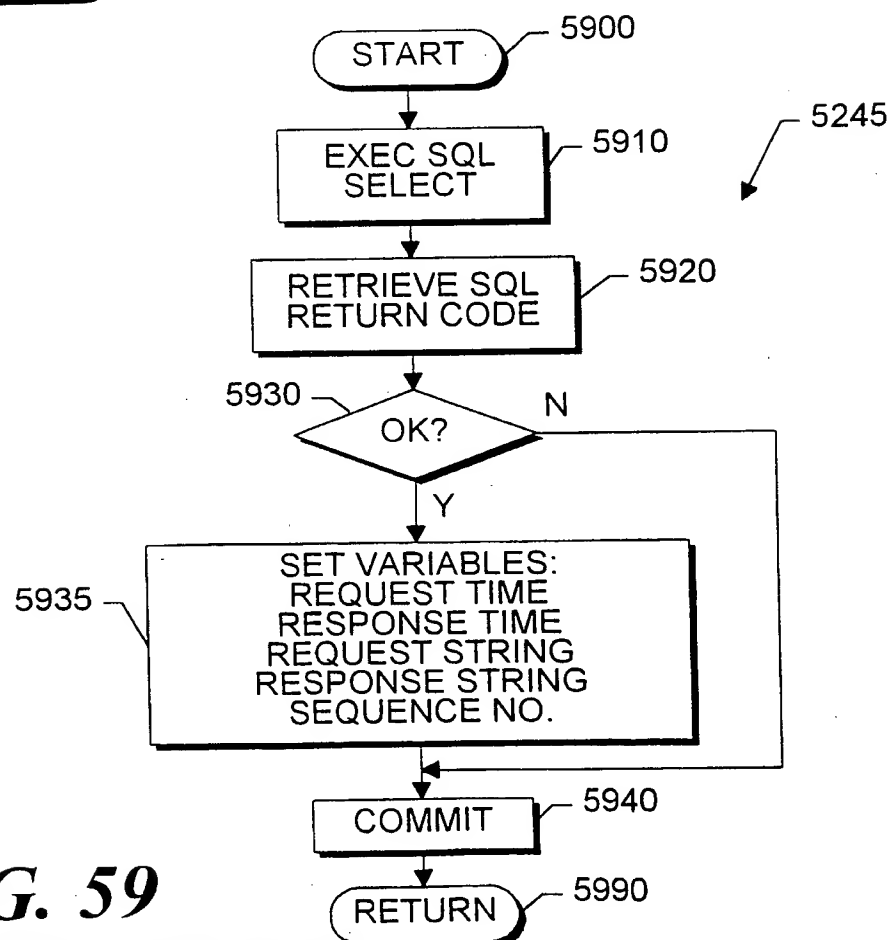 START
5900
5245
EXEC SQL
SELECT
5910
RETRIEVE SQL
RETURN CODE
5920
5930
OK?
N
Y
5935
SET VARIABLES:
REQUEST TIME
RESPONSE TIME
REQUEST STRING
RESPONSE STRING
SEQUENCE NO.
COMMIT
5940
RETURN
5990
G. 59